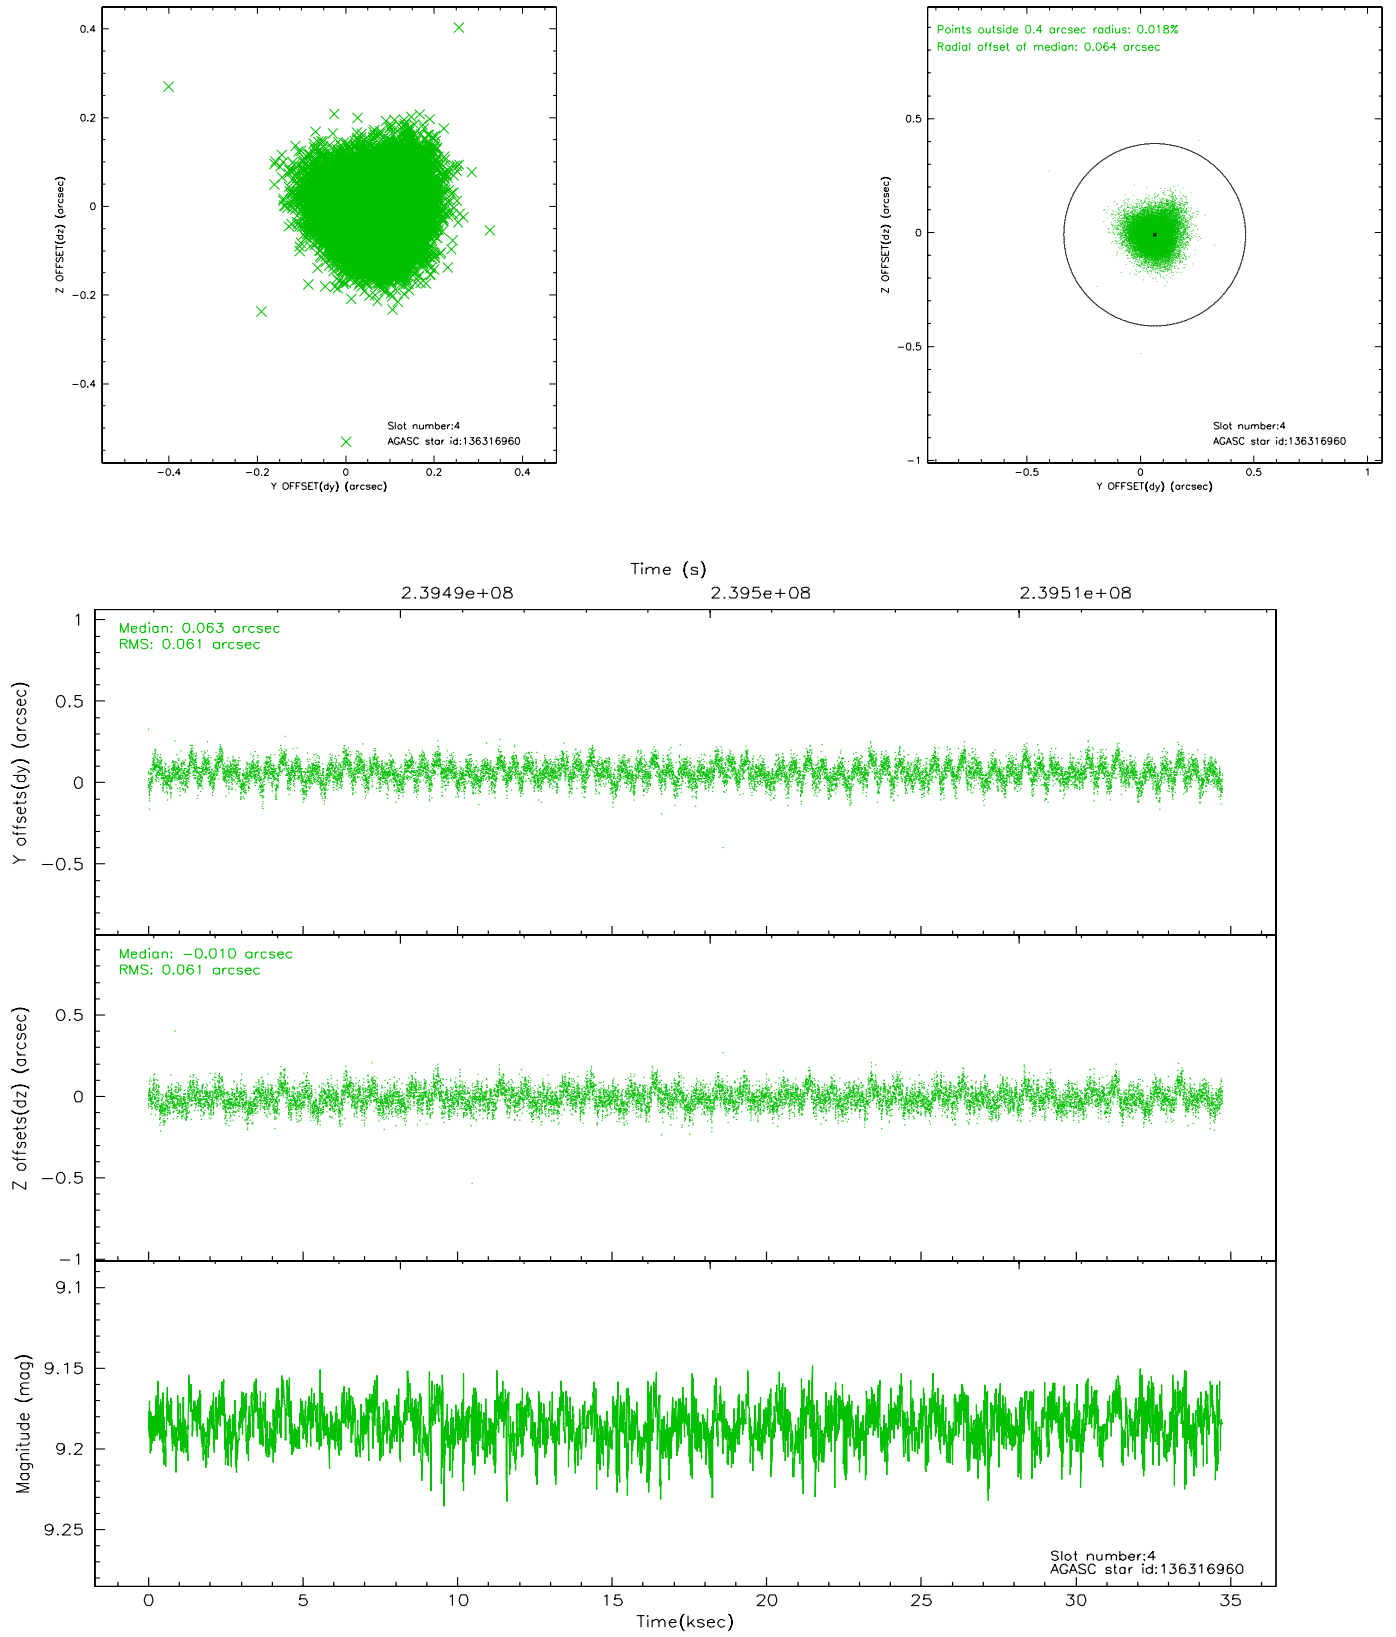 0.4
0.2
0
−0.2
−0.4
Z OFFSET(dz) (arcsec)
Slot number:4
AGASC star id:136316960
−0.4 −0.2 0 0.2 0.4
Y OFFSET(dy) (arcsec)
Points outside 0.4 arcsec radius: 0.018%
Radial offset of median: 0.064 arcsec
0.5
0
−0.5
−1
Z OFFSET(dz) (arcsec)
Slot number:4
AGASC star id:136316960
−0.5 0 0.5 1
Y OFFSET(dy) (arcsec)
Time (s)
2.3949e+08 2.395e+08 2.3951e+08
Median: 0.063 arcsec
RMS: 0.061 arcsec
1
0.5
0
−0.5
Y offsets(dy) (arcsec)
Median: −0.010 arcsec
RMS: 0.061 arcsec
0.5
0
−0.5
−1
Z offsets(dz) (arcsec)
9.1
9.15
9.2
9.25
Magnitude (mag)
Slot number:4
AGASC star id:136316960
0 5 10 15 20 25 30 35
Time(ksec)